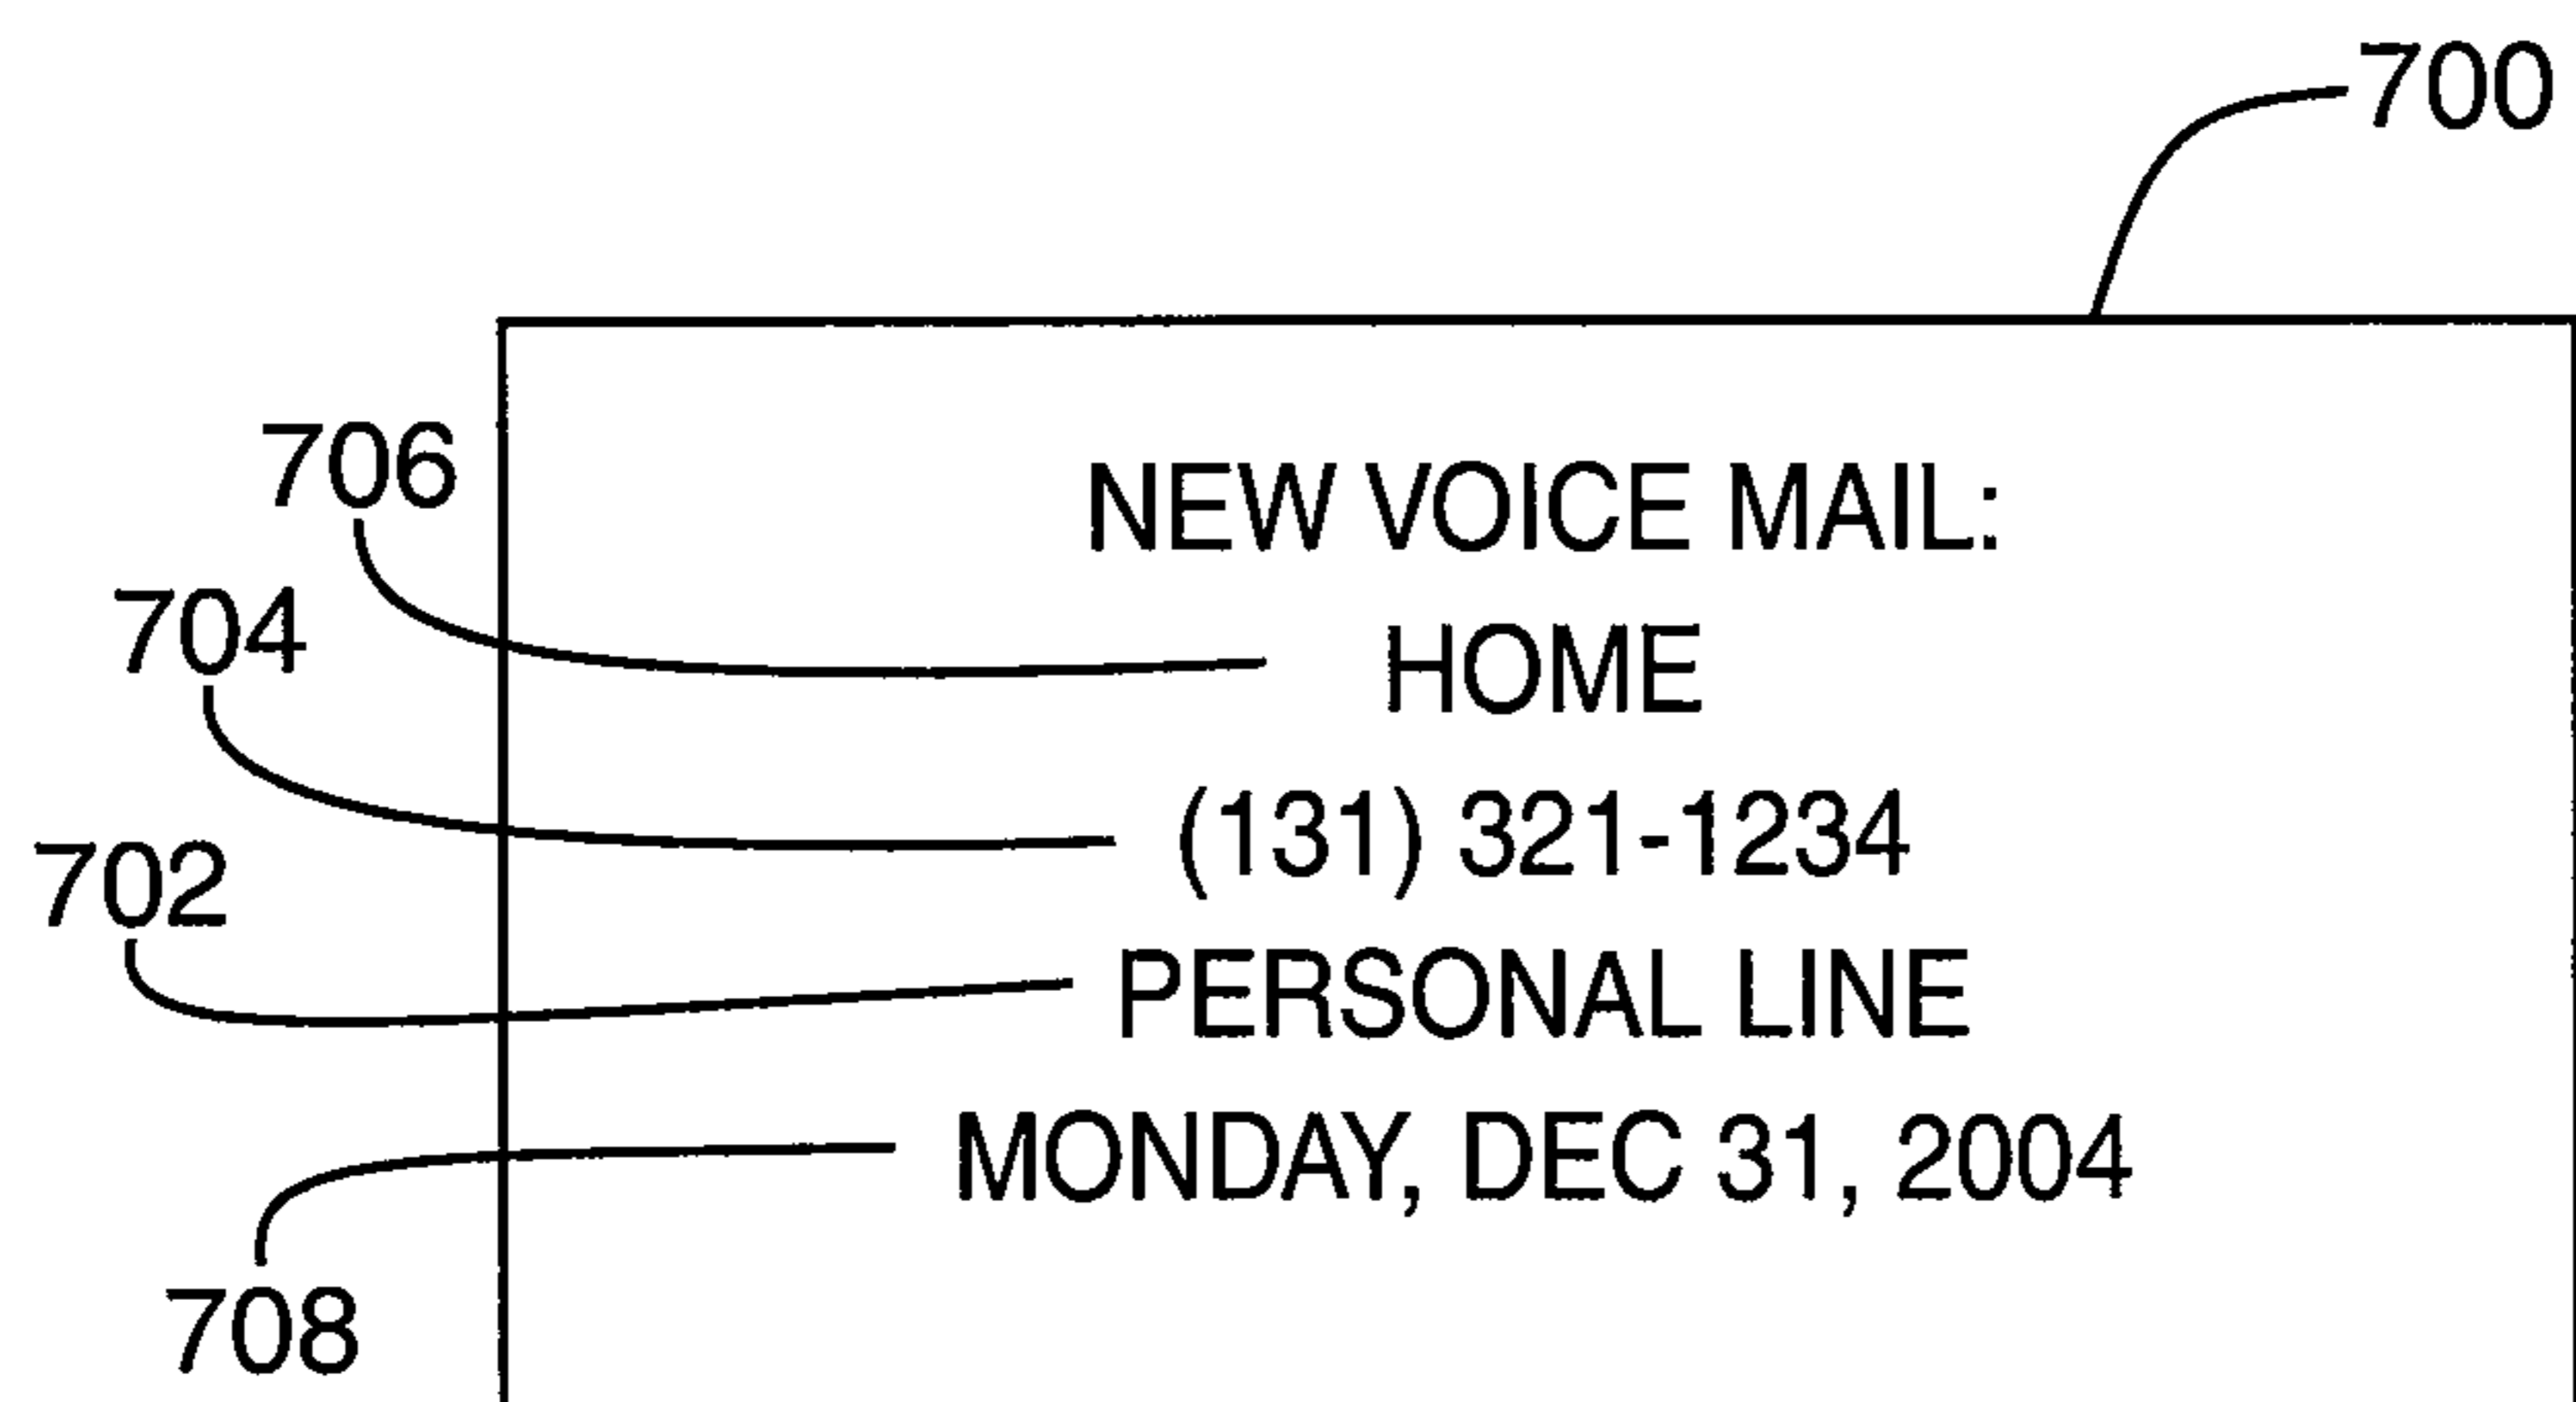 700
NEW VOICE MAIL:
706
HOME
704
(131) 321-1234
702
PERSONAL LINE
MONDAY, DEC 31, 2004
708